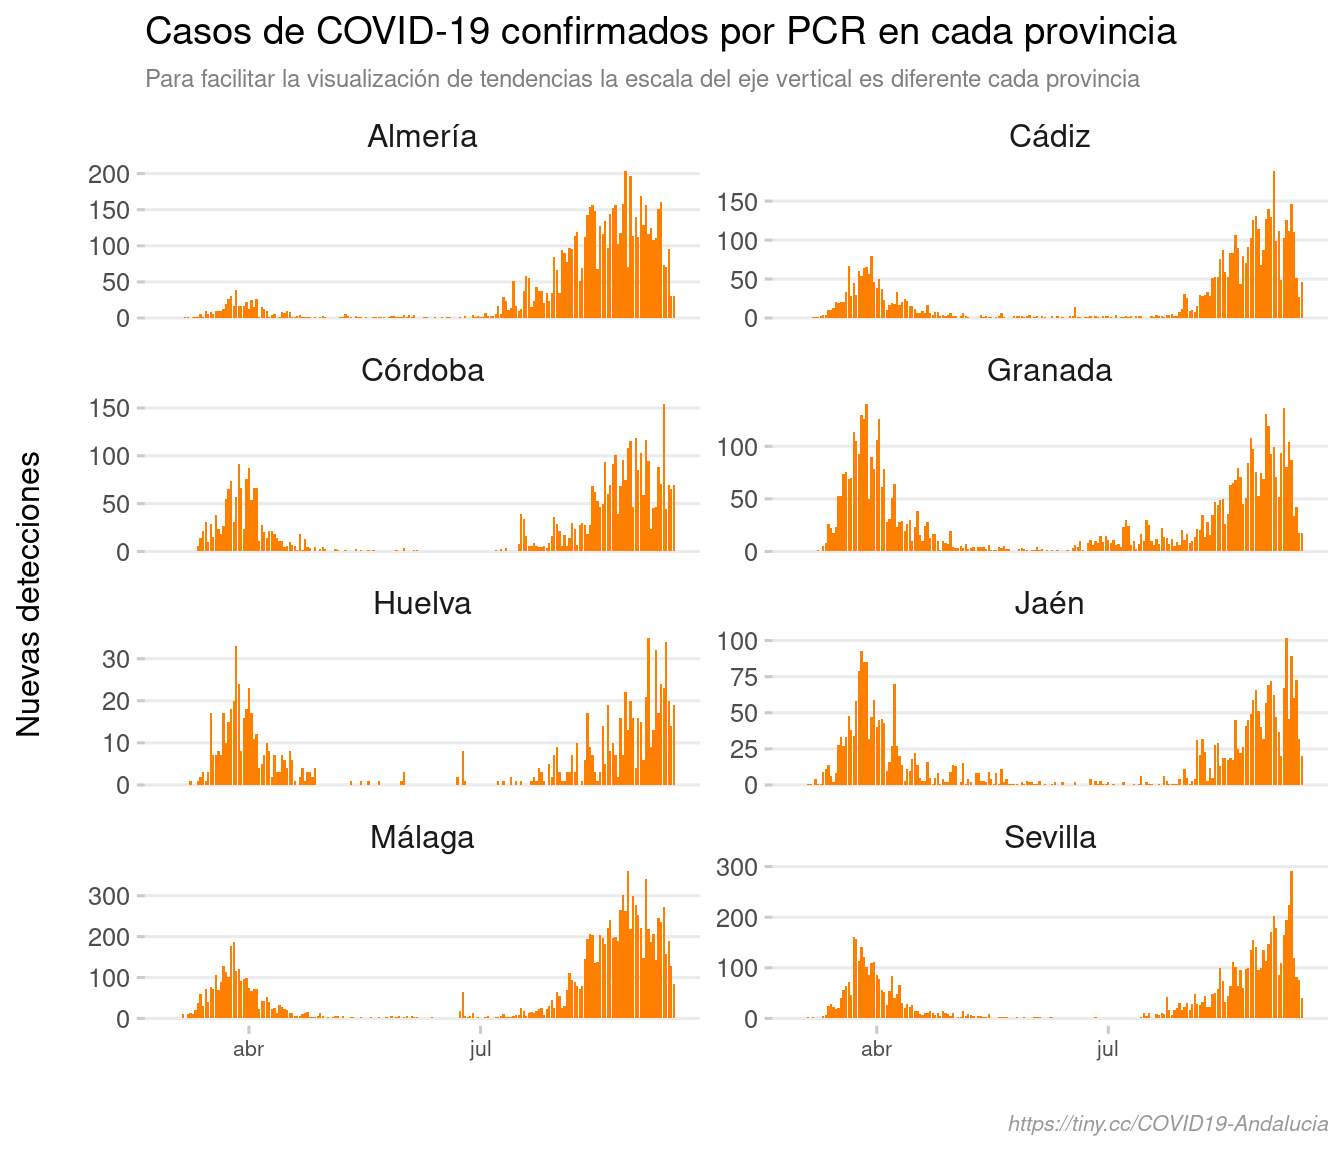 Casos de COVID-19 confirmados por PCR en cada provincia
Para facilitar la visualización de tendencias la escala del eje vertical es diferente cada provincia
Nuevas detecciones
Almería
200
150
100
50
0
Cádiz
150
100
50
0
Córdoba
150
100
50
0
Granada
100
50
0
Huelva
30
20
10
0
Jaén
100
75
50
25
0
Málaga
300
200
100
0
abr jul
Sevilla
300
200
100
0
abr jul
https://tiny.cc/COVID19-Andalucia